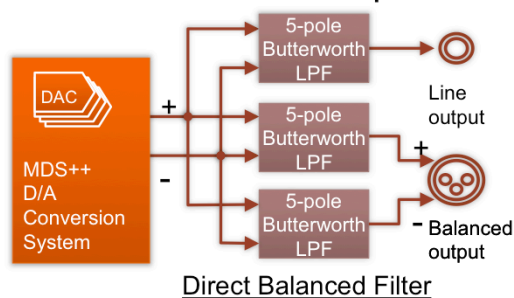 DAC
MDS++
D/A
Conversion
System
+
-
5-pole
Butterworth
LPF
5-pole
Butterworth
LPF
5-pole
Butterworth
LPF
Line
output
+
-
Balanced
output
Direct Balanced Filter